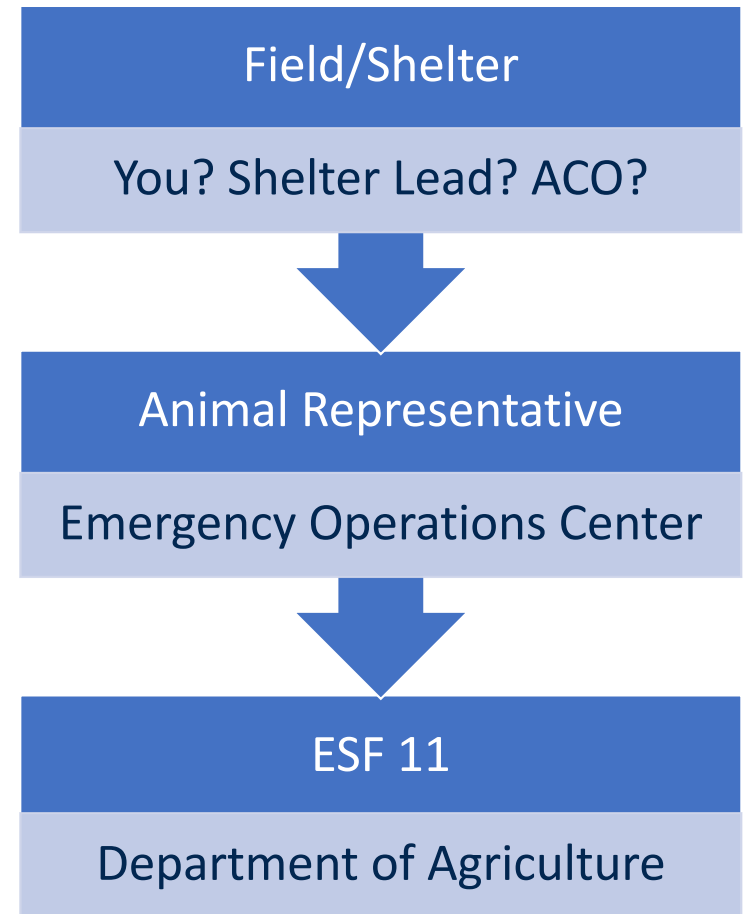 Field/Shelter
You? Shelter Lead? ACO?
Animal Representative
Emergency Operations Center
ESF 11
Department of Agriculture